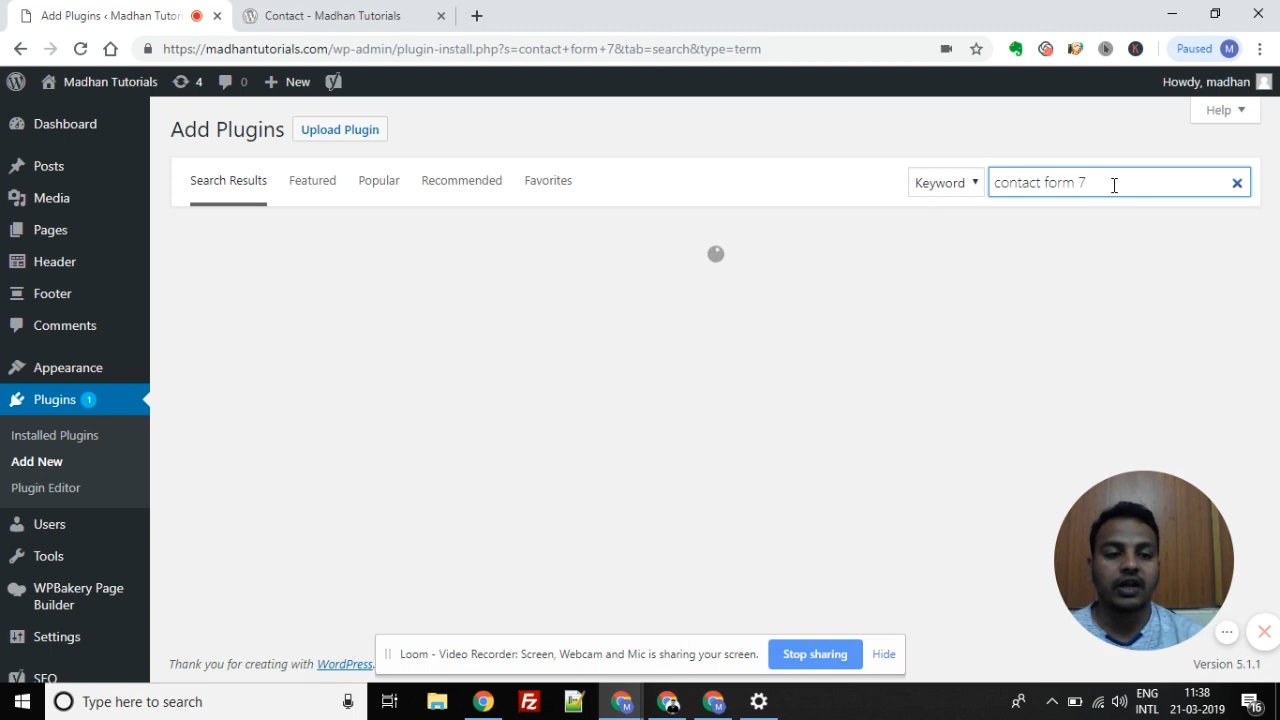 Add Plugins ‹ Madhan Tutori
Contact - Madhan Tutorials
https://madhantutorials.com/wp-admin/plugin-install.php?s=contact+form+7&tab=search&type=term
Paused M
Madhan Tutorials 4 0 New
Howdy, madhan
Help
Dashboard
Posts
Media
Pages
Header
Footer
Comments
Appearance
Plugins 1
Installed Plugins
Add New
Plugin Editor
Users
Tools
WPBakery Page
Builder
Settings
SEO
Add Plugins Upload Plugin
Search Results Featured Popular Recommended Favorites
Keyword contact form 7
Loom - Video Recorder: Screen, Webcam and Mic is sharing your screen. Stop sharing Hide
Thank you for creating with WordPress.
Version 5.1.1
Type here to search
ENG
INTL
11:38
21-03-2019
16